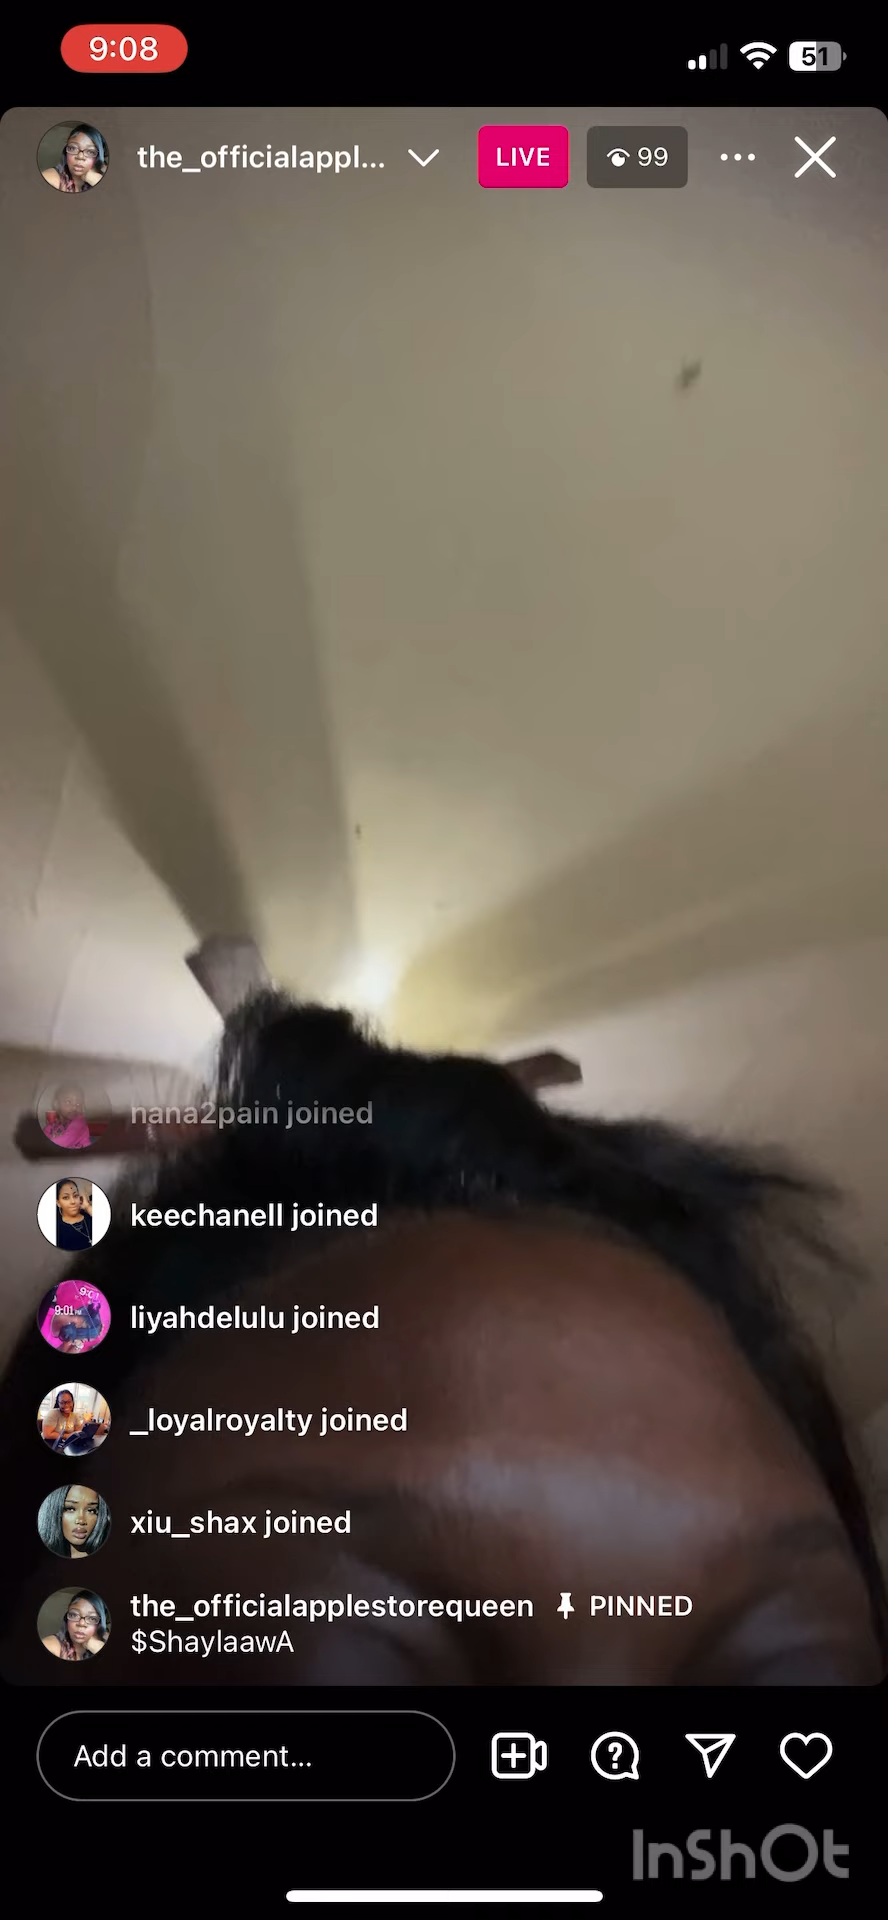 9:08
51
the_officialappl...
LIVE
99
nana2pain joined
keechanell joined
liyahdelulu joined
_loyalroyalty joined
xiu_shax joined
the_officialapplestorequeen PINNED
$ShaylaawA
Add a comment...
InShOt